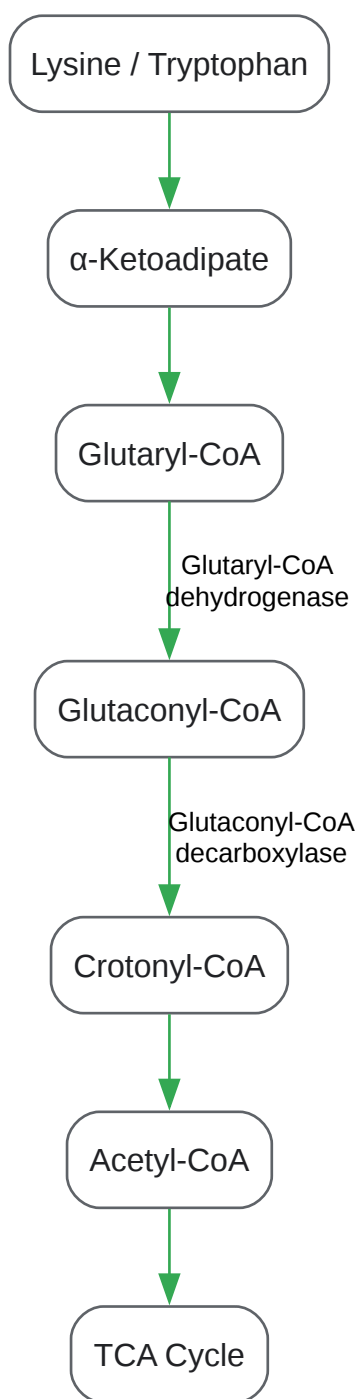 Lysine / Tryptophan
α-Ketoadipate
Glutaryl-CoA
Glutaryl-CoA
dehydrogenase
Glutaconyl-CoA
Glutaconyl-CoA
decarboxylase
Crotonyl-CoA
Acetyl-CoA
TCA Cycle